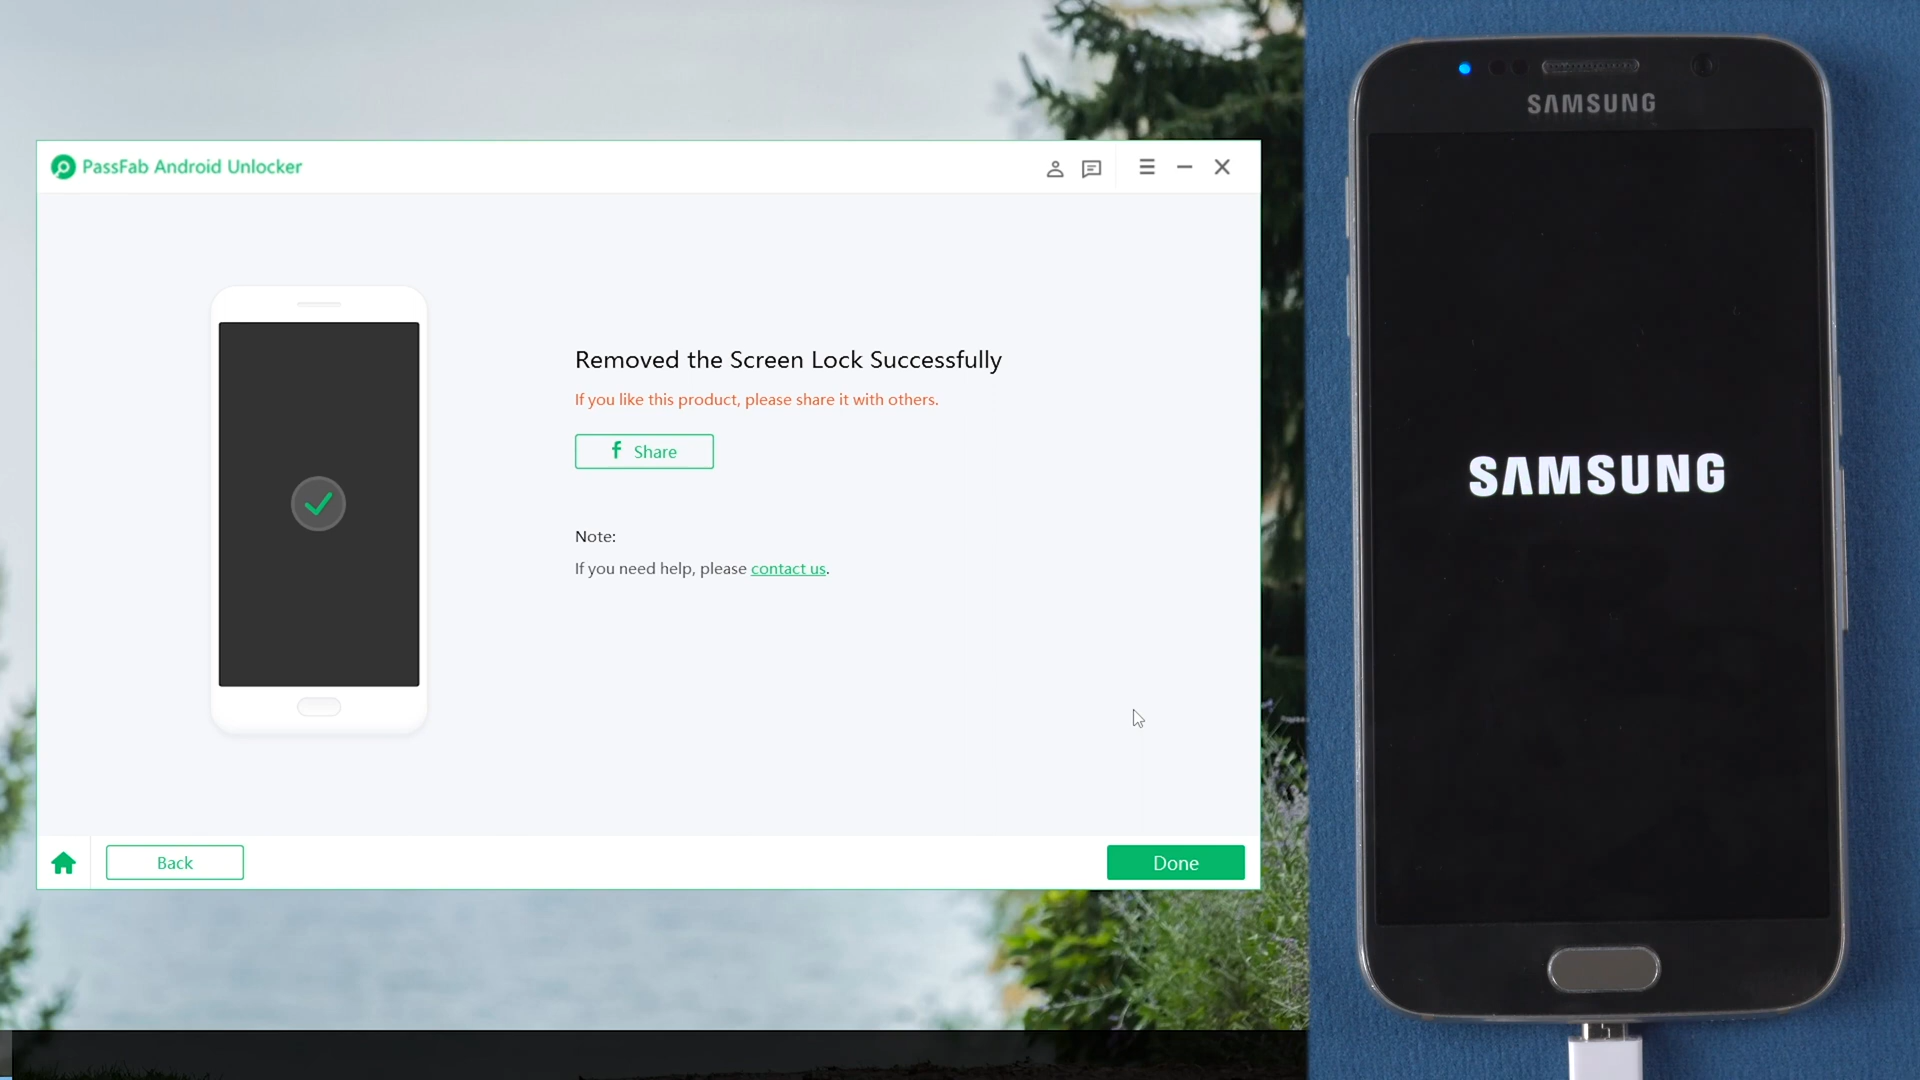 PassFab Android Unlocker
Removed the Screen Lock Successfully
If you like this product, please share it with others.
f Share
Note:
If you need help, please contact us.
Back
Done
SAMSUNG
SAMSUNG